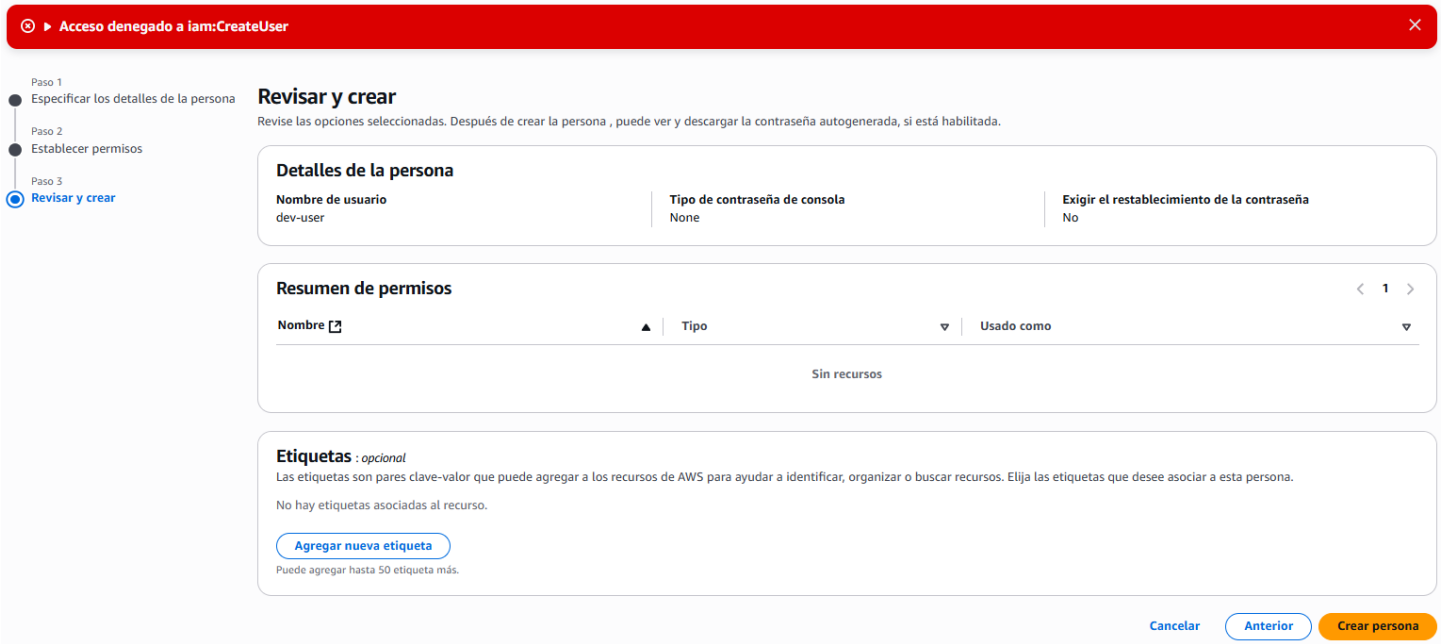 Acceso denegado a iam:CreateUser
Paso 1
Especificar los detalles de la persona
Paso 2
Establecer permisos
Paso 3
Revisar y crear
Revisar y crear
Revise las opciones seleccionadas. Después de crear la persona , puede ver y descargar la contraseña autogenerada, si está habilitada.
Detalles de la persona
Nombre de usuario
dev-user
Tipo de contraseña de consola
None
Exigir el restablecimiento de la contraseña
No
Resumen de permisos
1
Nombre
Tipo
Usado como
Sin recursos
Etiquetas : opcional
Las etiquetas son pares clave-valor que puede agregar a los recursos de AWS para ayudar a identificar, organizar o buscar recursos. Elija las etiquetas que desee asociar a esta persona.
No hay etiquetas asociadas al recurso.
Agregar nueva etiqueta
Puede agregar hasta 50 etiqueta más.
Cancelar
Anterior
Crear persona